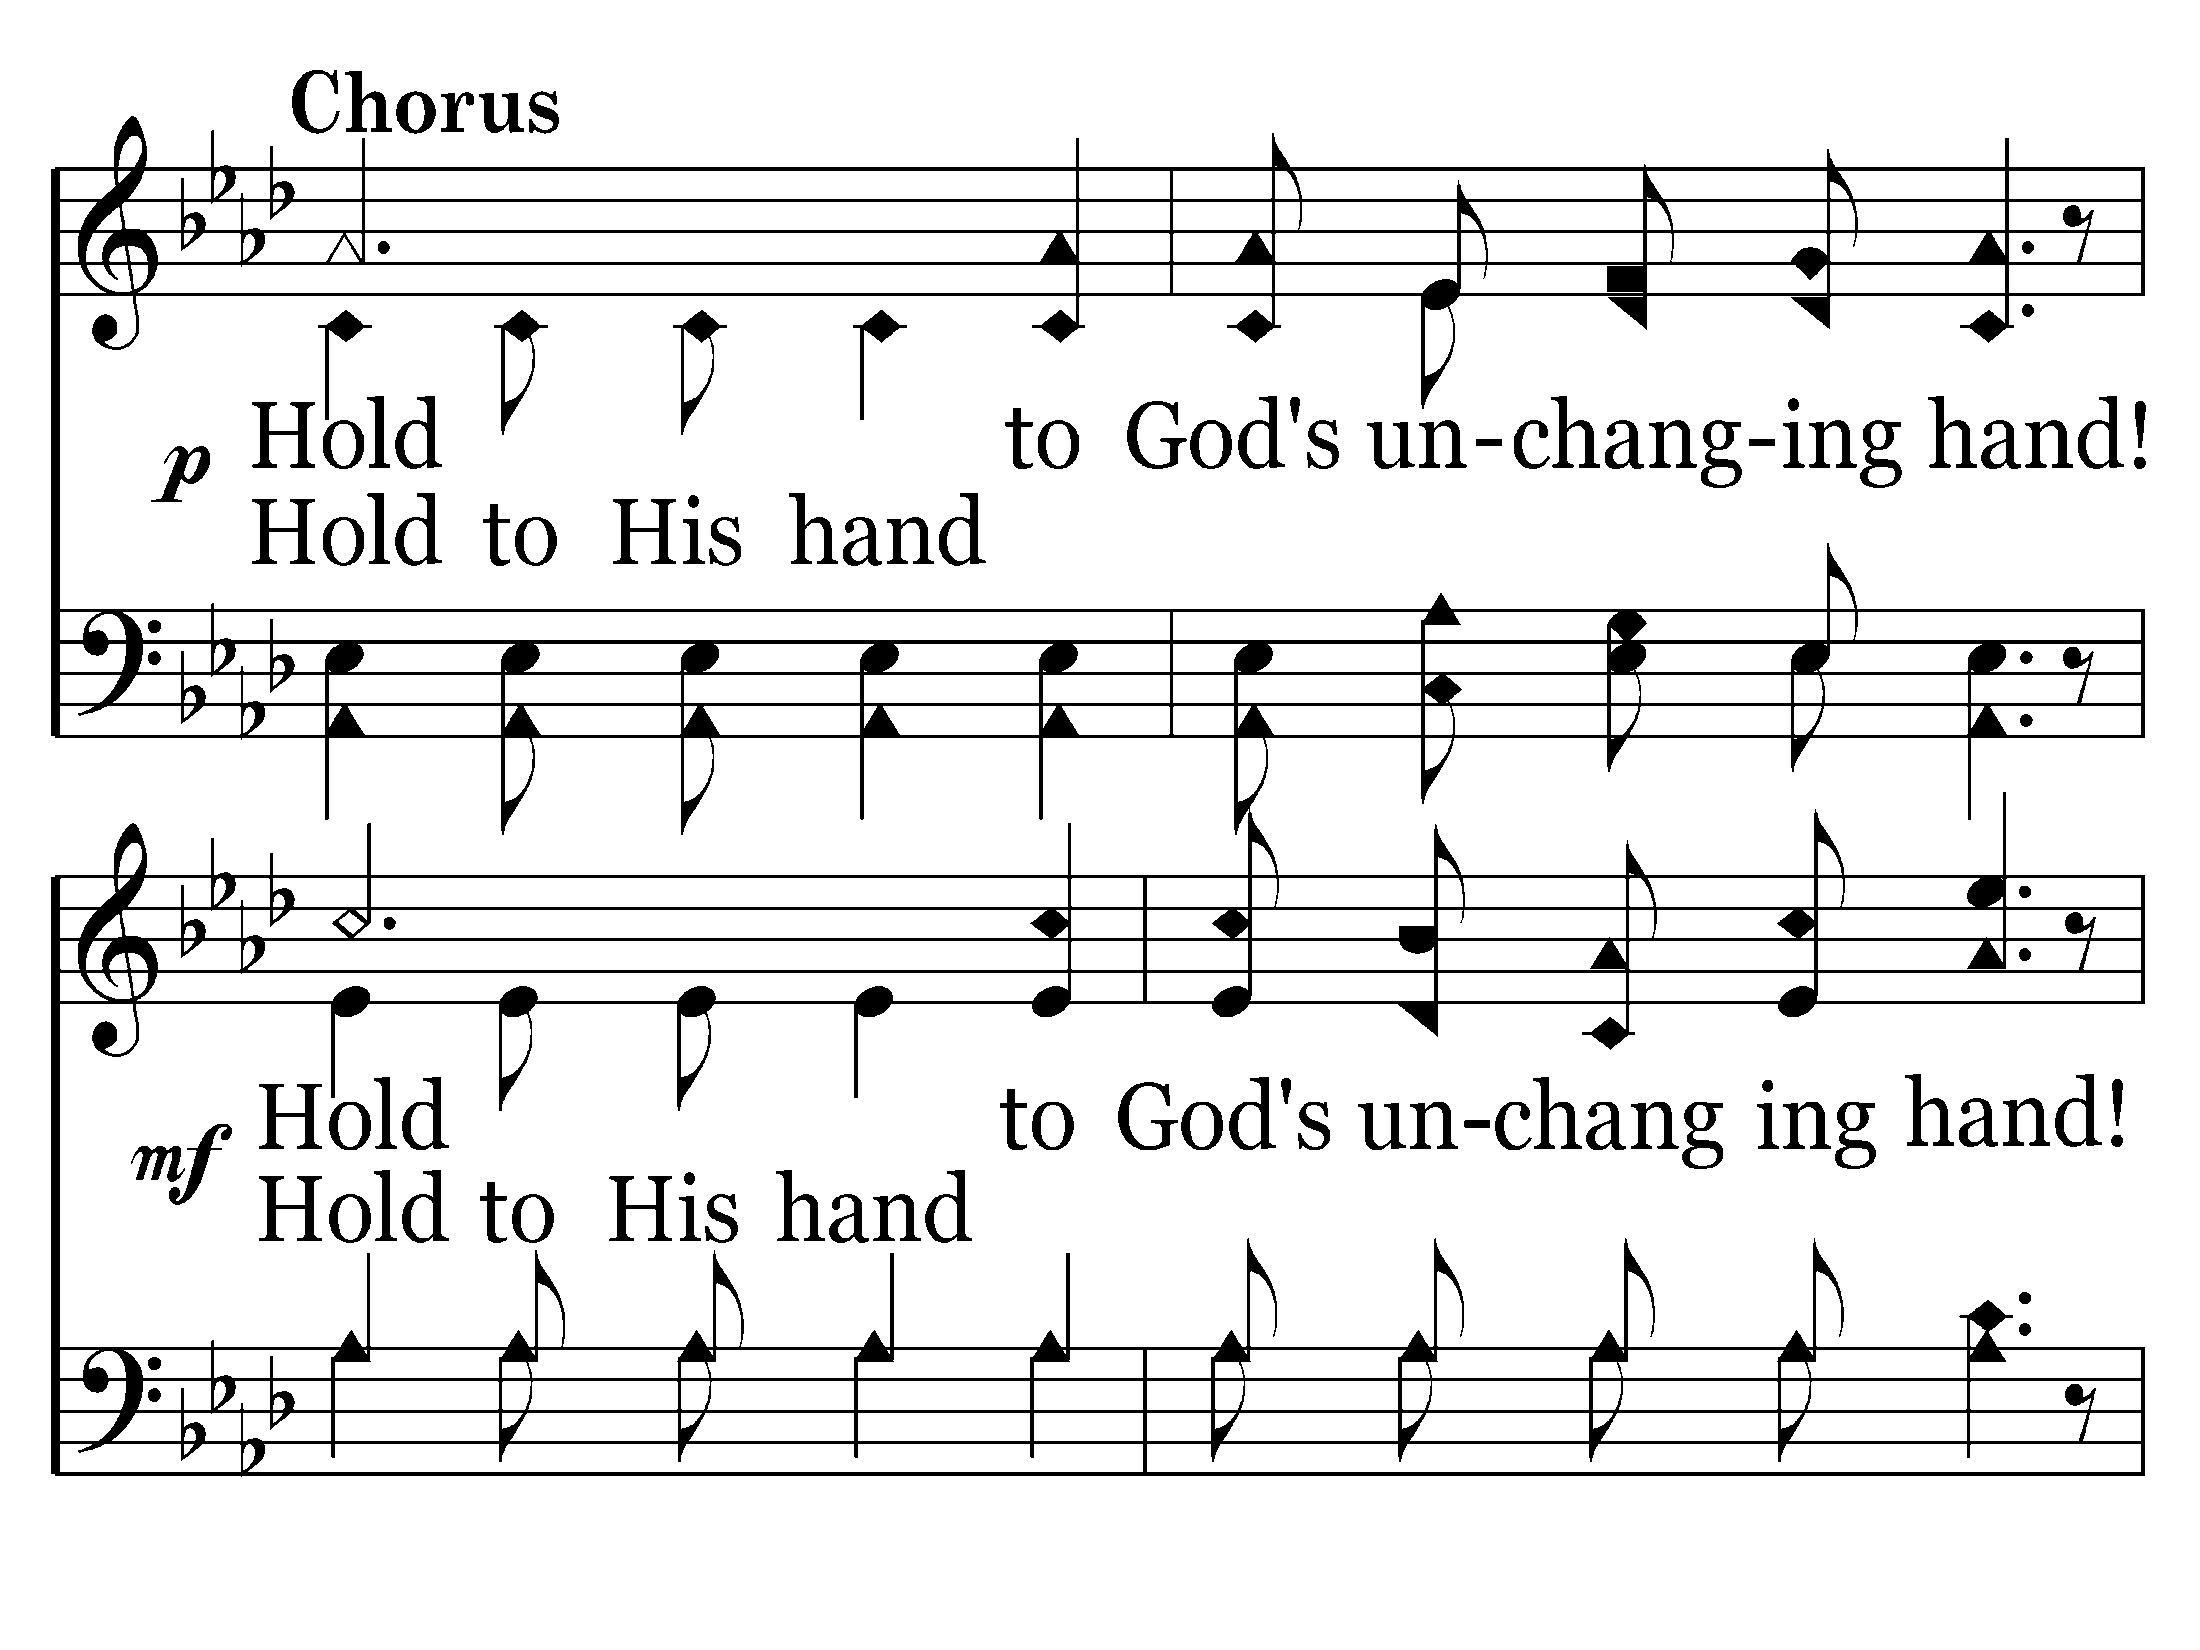 Chorus
p Hold to God's un-chang-ing hand!
Hold to His hand
mf Hold to God's un-chang ing hand!
Hold to His hand